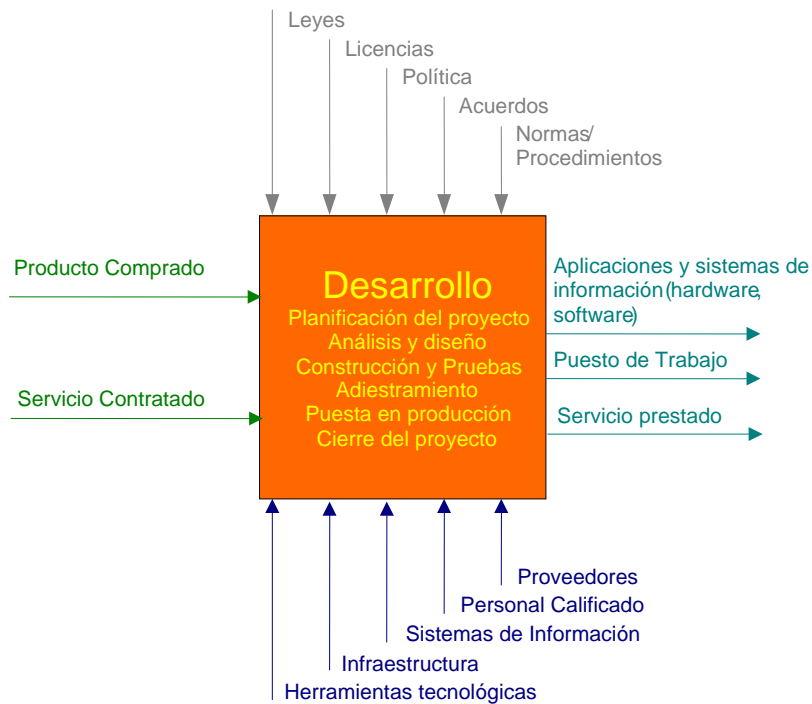 Leyes
Licencias
Política
Acuerdos
Normas/
Procedimientos
Producto Comprado
Servicio Contratado
Desarrollo
Planificación del proyecto
Análisis y diseño
Construcción y Pruebas
Adiestramiento
Puesta en producción
Cierre del proyecto
Aplicaciones y sistemas de
información(hardware,
software)
Puesto de Trabajo
Servicio prestado
Proveedores
Personal Calificado
Sistemas de Información
Infraestructura
Herramientas tecnológicas